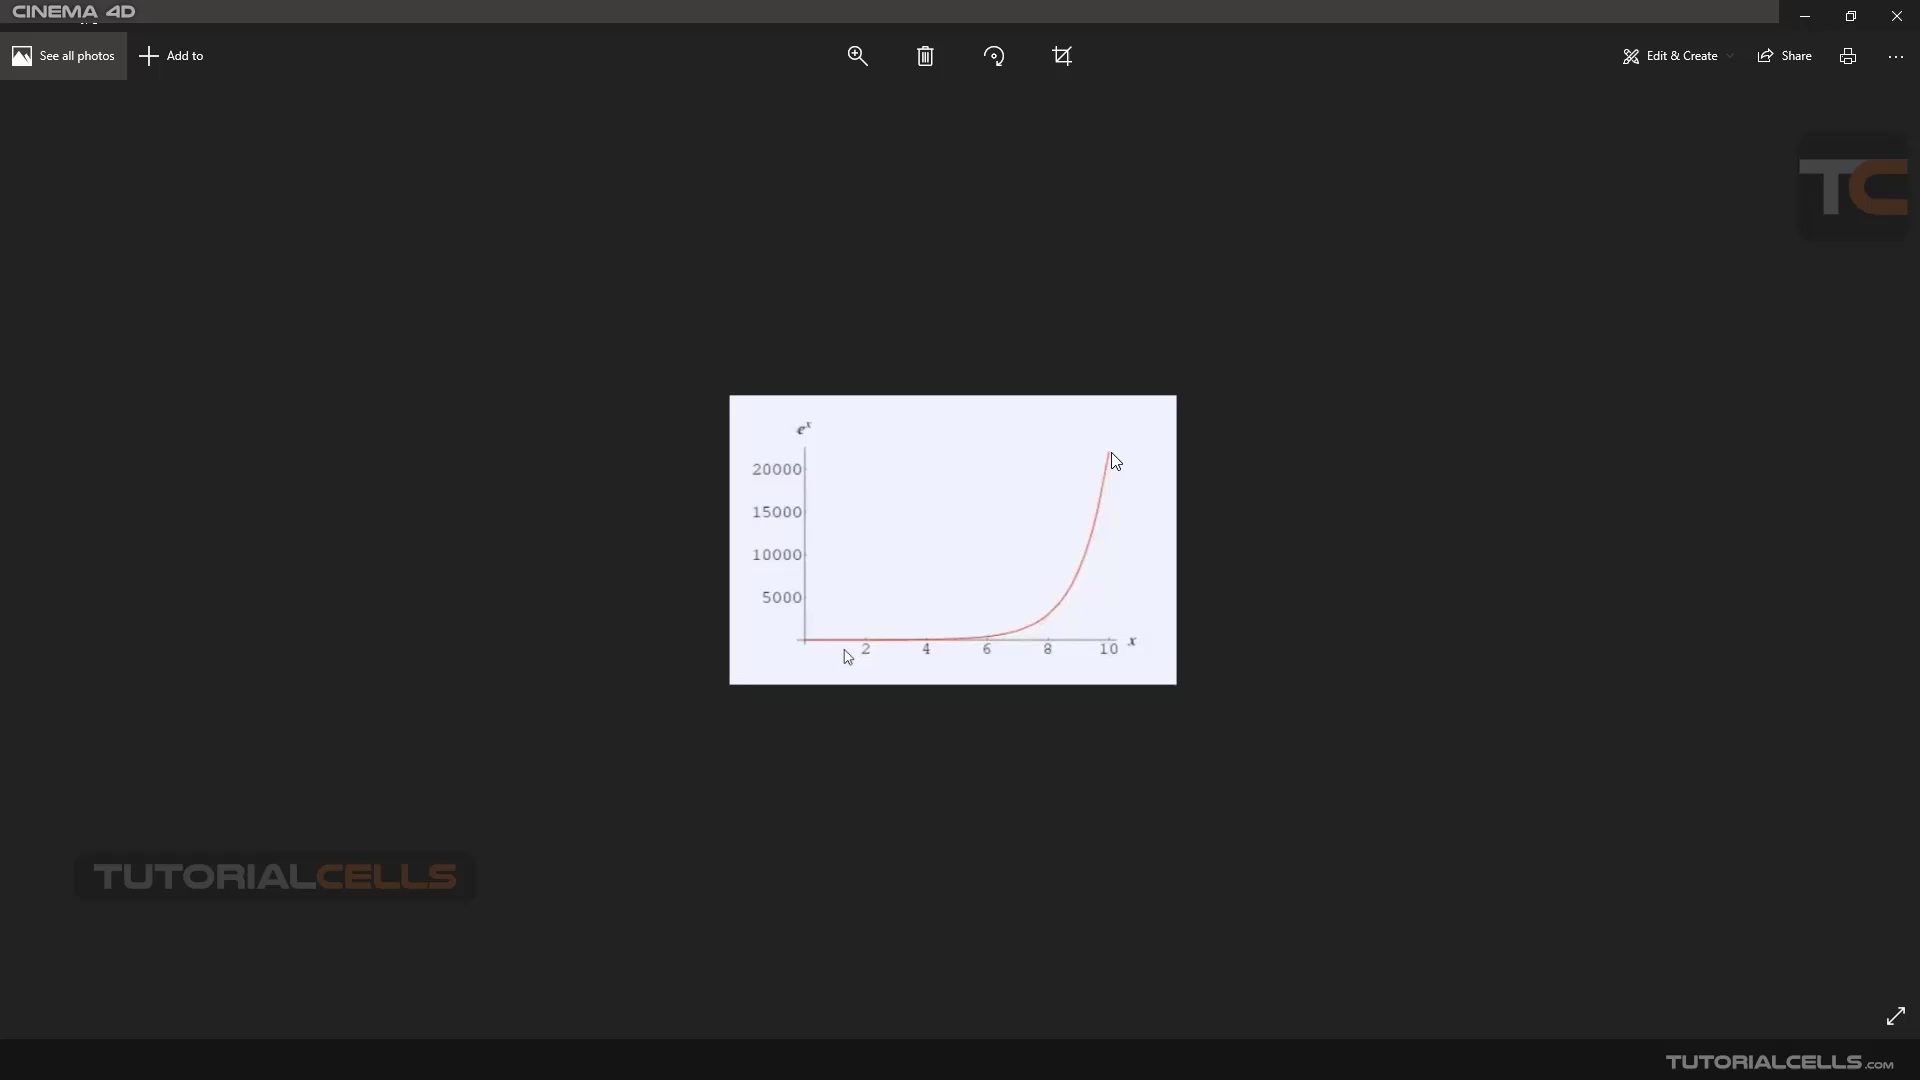 CINEMA 4D
See all photos
Add to
Edit & Create
Share
TC
e^x
20000
15000
10000
5000
2 4 6 8 10 x
TUTORIALCELLS
TUTORIALCELLS.COM